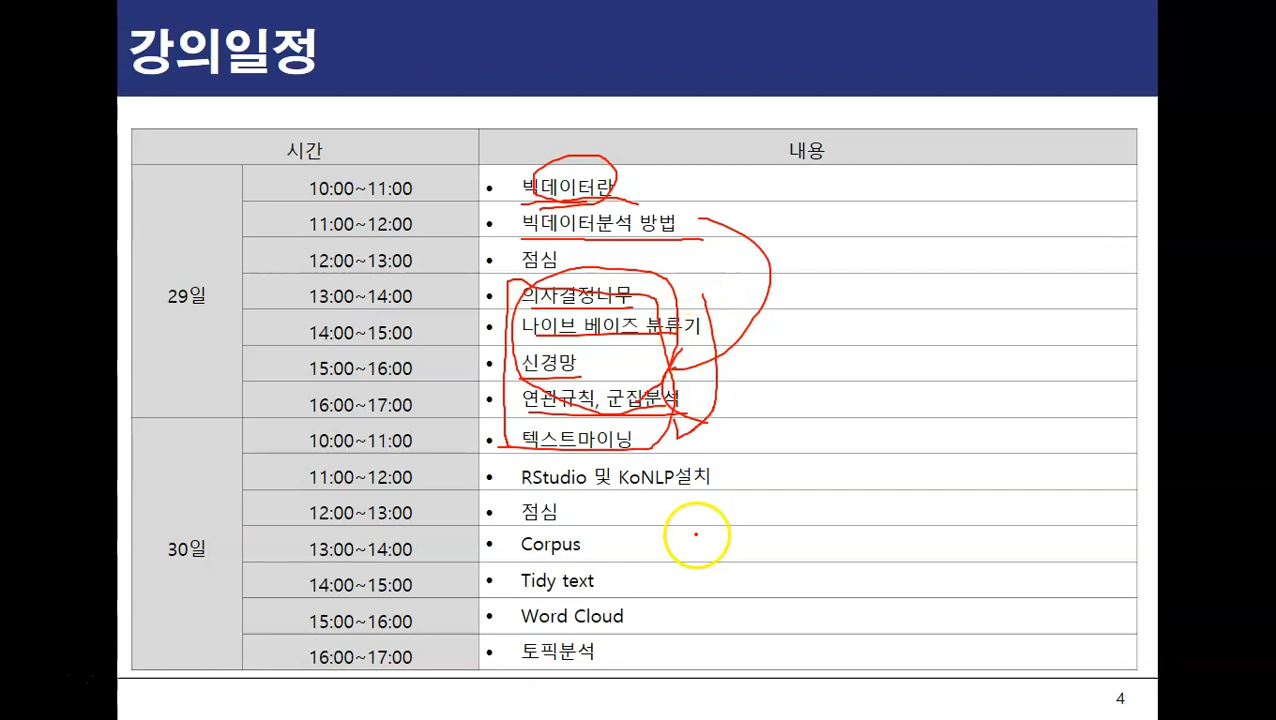 강의일정
시간 내용
29일
10:00~11:00 • 빅데이터란
11:00~12:00 • 빅데이터분석 방법
12:00~13:00 • 점심
13:00~14:00 • 의사결정나무
14:00~15:00 • 나이브 베이즈 분류기
15:00~16:00 • 신경망
16:00~17:00 • 연관규칙, 군집분석
30일
10:00~11:00 • 텍스트마이닝
11:00~12:00 • RStudio 및 KoNLP설치
12:00~13:00 • 점심
13:00~14:00 • Corpus
14:00~15:00 • Tidy text
15:00~16:00 • Word Cloud
16:00~17:00 • 토픽분석
4